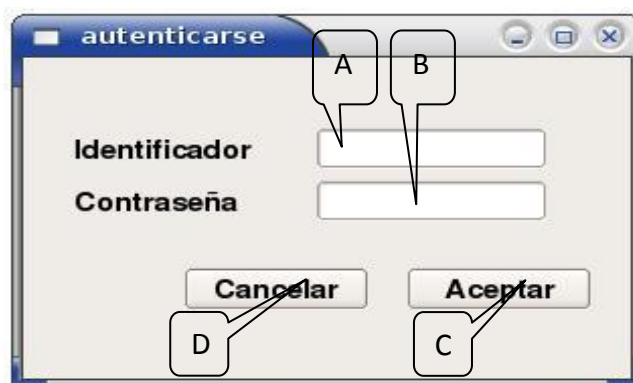 autenticarse
A B
Identificador
Contraseña
Cancelar Aceptar
D C